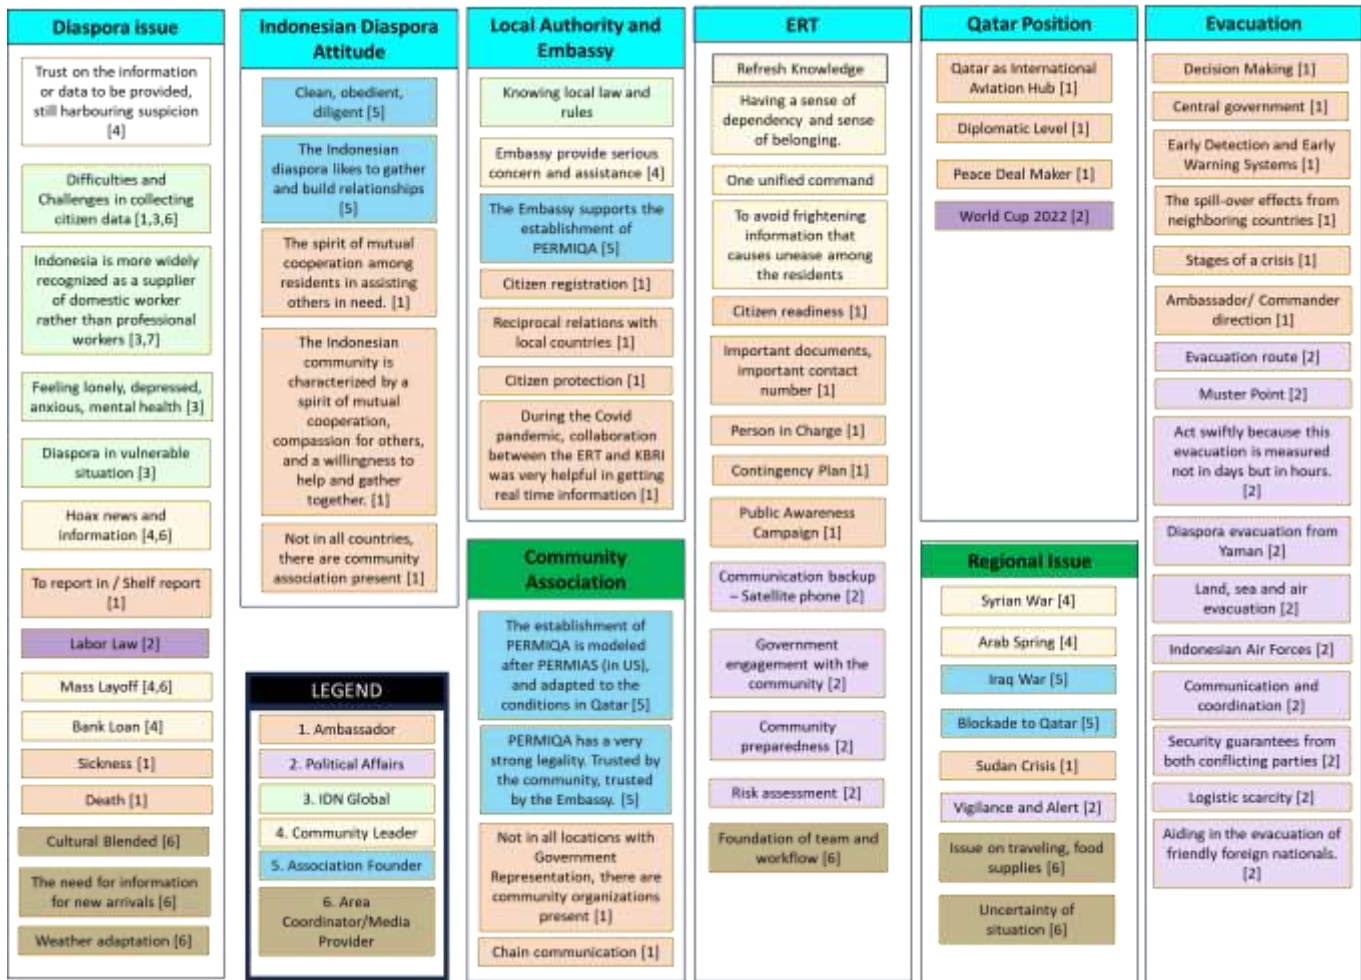 Diaspora issue
Trust on the information
or data to be provided,
still harbouring suspicion
[4]
Difficulties and
Challenges in collecting
citizen data [1,3,6]
Indonesia is more widely
recognized as a supplier
of domestic worker
rather than professional
workers [3,7]
Feeling lonely, depressed,
anxious, mental health [3]
Diaspora in vulnerable
situation [3]
Hoax news and
information [4,6]
To report in / Shelf report
[1]
Labor Law [2]
Mass Layoff [4,6]
Bank Loan [4]
Sickness [1]
Death [1]
Cultural Blended [6]
The need for information
for new arrivals [6]
Weather adaptation [6]
Indonesian Diaspora
Attitude
Clean, obedient,
diligent [5]
The Indonesian
diaspora likes to gather
and build relationships
[5]
The spirit of mutual
cooperation among
residents in assisting
others in need. [1]
The Indonesian
community is
characterized by a
spirit of mutual
cooperation,
compassion for others,
and a willingness to
help and gather
together. [1]
Not in all countries,
there are community
association present [1]
LEGEND
1. Ambassador
2. Political Affairs
3. IDN Global
4. Community Leader
5. Association Founder
6. Area
Coordinator/Media
Provider
Local Authority and
Embassy
Knowing local law and
rules
Embassy provide serious
concern and assistance [4]
The Embassy supports the
establishment of
PERMIQA [5]
Citizen registration [1]
Reciprocal relations with
local countries [1]
Citizen protection [1]
During the Covid
pandemic, collaboration
between the ERT and KBRI
was very helpful in getting
real time information [1]
Community
Association
The establishment of
PERMIQA is modeled
after PERMIAS (in US),
and adapted to the
conditions in Qatar [5]
PERMIQA has a very
strong legality. Trusted by
the community, trusted
by the Embassy. [5]
Not in all locations with
Government
Representation, there are
community organizations
present [1]
Chain communication [1]
ERT
Refresh Knowledge
Having a sense of
dependency and sense
of belonging.
One unified command
To avoid frightening
information that
causes unease among
the residents
Citizen readiness [1]
Important documents,
important contact
number [1]
Person in Charge [1]
Contingency Plan [1]
Public Awareness
Campaign [1]
Communication backup
– Satellite phone [2]
Government
engagement with the
community [2]
Community
preparedness [2]
Risk assessment [2]
Foundation of team and
workflow [6]
Qatar Position
Qatar as International
Aviation Hub [1]
Diplomatic Level [1]
Peace Deal Maker [1]
World Cup 2022 [2]
Regional Issue
Syrian War [4]
Arab Spring [4]
Iraq War [5]
Blockade to Qatar [5]
Sudan Crisis [1]
Vigilance and Alert [2]
Issue on traveling, food
supplies [6]
Uncertainty of
situation [6]
Evacuation
Decision Making [1]
Central government [1]
Early Detection and Early
Warning Systems [1]
The spill-over effects from
neighboring countries [1]
Stages of a crisis [1]
Ambassador/ Commander
direction [1]
Evacuation route [2]
Muster Point [2]
Act swiftly because this
evacuation is measured
not in days but in hours.
[2]
Diaspora evacuation from
Yaman [2]
Land, sea and air
evacuation [2]
Indonesian Air Forces [2]
Communication and
coordination [2]
Security guarantees from
both conflicting parties [2]
Logistic scarcity [2]
Aiding in the evacuation of
friendly foreign nationals.
[2]